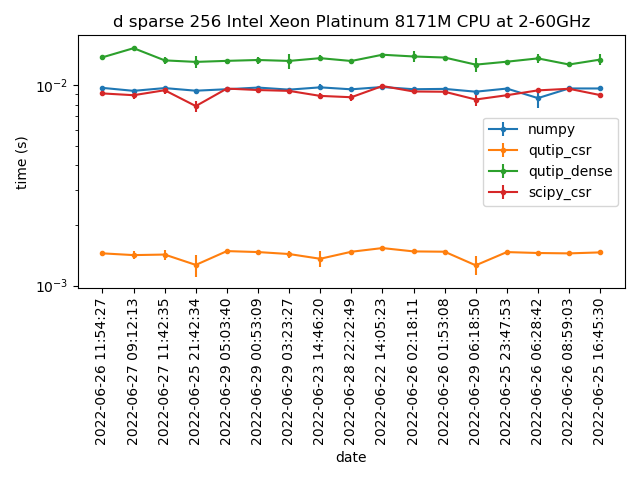 d sparse 256 Intel Xeon Platinum 8171M CPU at 2-60GHz
time (s)
10⁻²
10⁻³
numpy
qutip_csr
qutip_dense
scipy_csr
2022-06-26 11:54:27
2022-06-27 09:12:13
2022-06-27 11:42:35
2022-06-25 21:42:34
2022-06-29 05:03:40
2022-06-29 00:53:09
2022-06-29 03:23:27
2022-06-23 14:46:20
2022-06-28 22:22:49
2022-06-22 14:05:23
2022-06-26 02:18:11
2022-06-26 01:53:08
2022-06-29 06:18:50
2022-06-25 23:47:53
2022-06-26 06:28:42
2022-06-26 08:59:03
2022-06-25 16:45:30
date